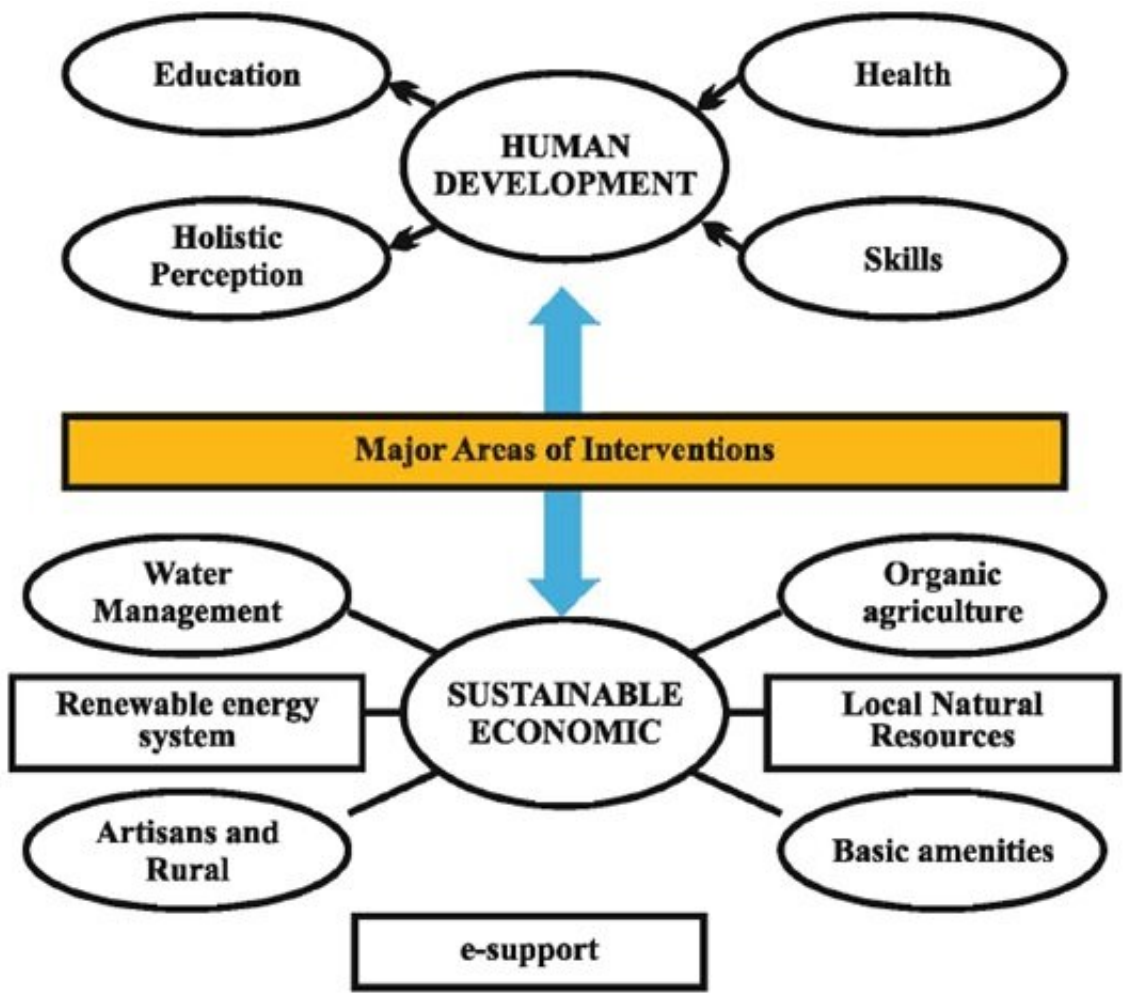 Education
Health
HUMAN
DEVELOPMENT
Holistic
Perception
Skills
Major Areas of Interventions
Water
Management
Organic
agriculture
Renewable energy
system
SUSTAINABLE
ECONOMIC
Local Natural
Resources
Artisans and
Rural
Basic amenities
e-support